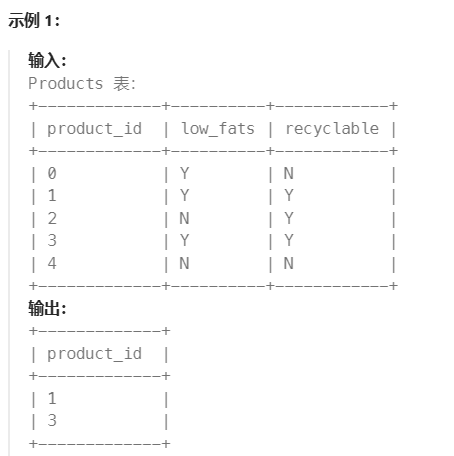 示例 1:
输入：
Products 表：
+-------------+----------+------------+
| product_id  | low_fats | recyclable |
+-------------+----------+------------+
| 0           | Y        | N          |
| 1           | Y        | Y          |
| 2           | N        | Y          |
| 3           | Y        | Y          |
| 4           | N        | N          |
+-------------+----------+------------+
输出：
+-------------+
| product_id  |
+-------------+
| 1           |
| 3           |
+-------------+